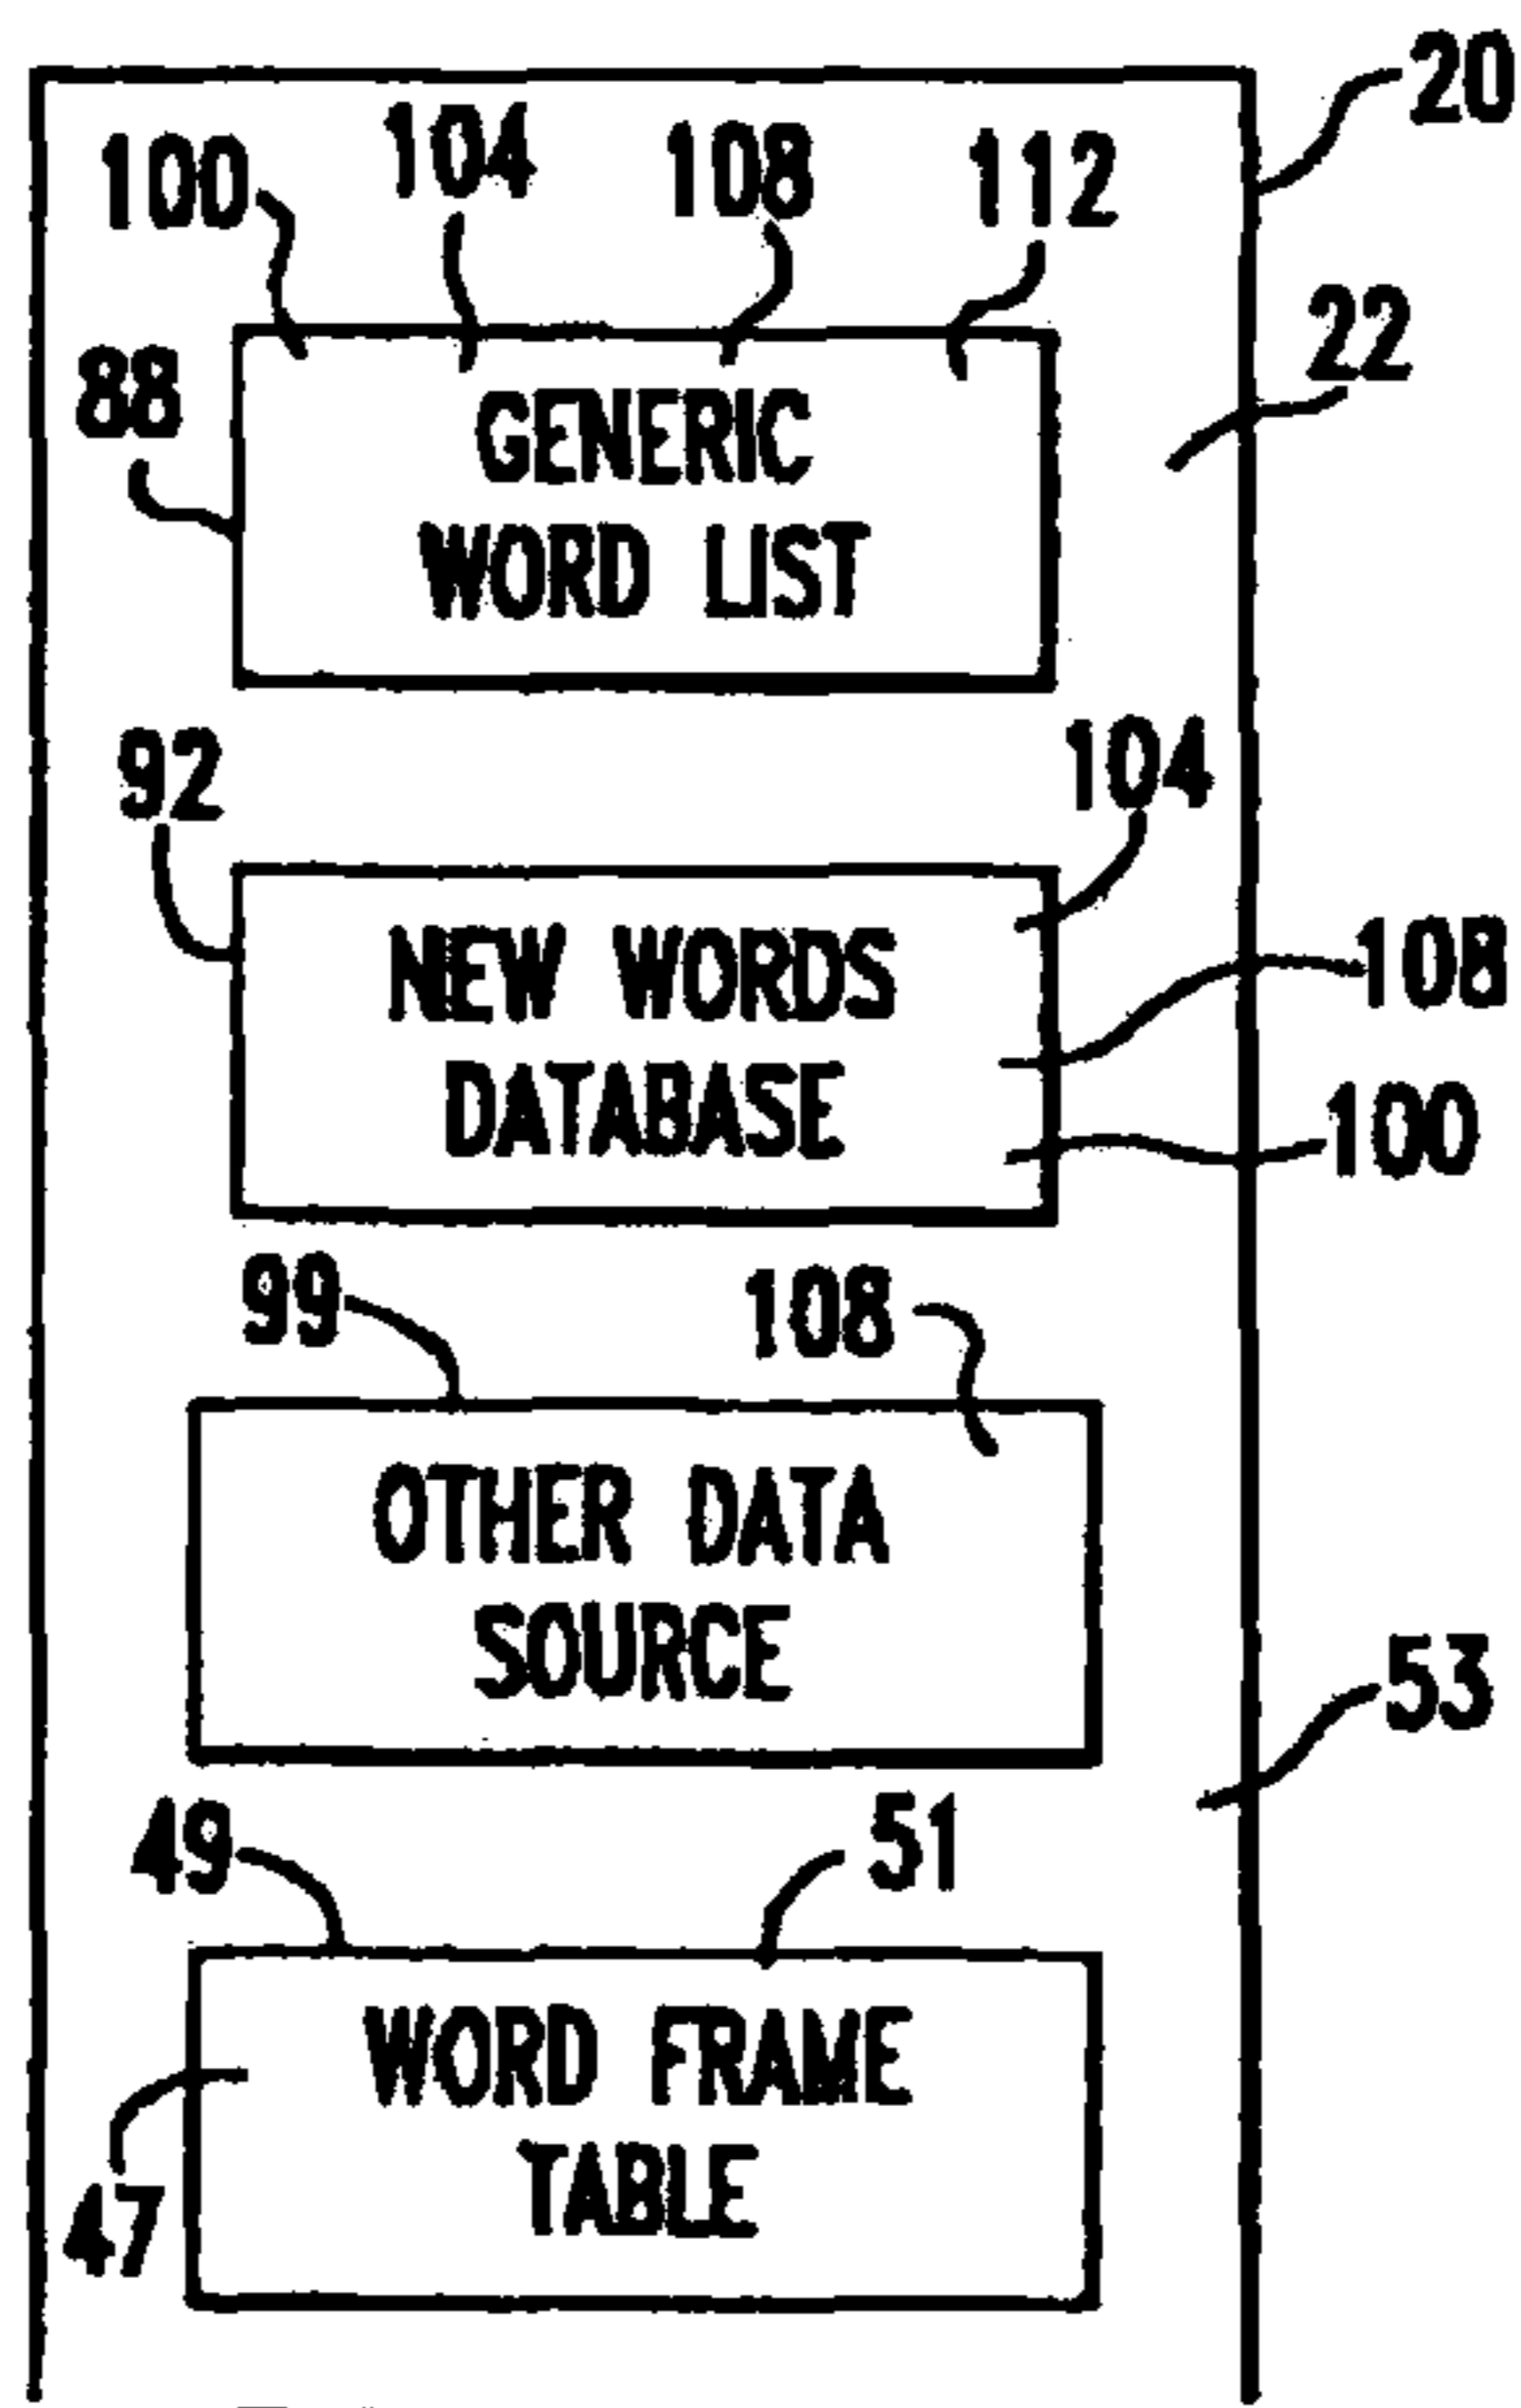 20
100 104 108 112
22
88
GENERIC
WORD LIST
92
104
NEW WORDS
DATABASE
108
100
99
108
OTHER DATA
SOURCE
53
49
51
WORD FRAME
TABLE
47